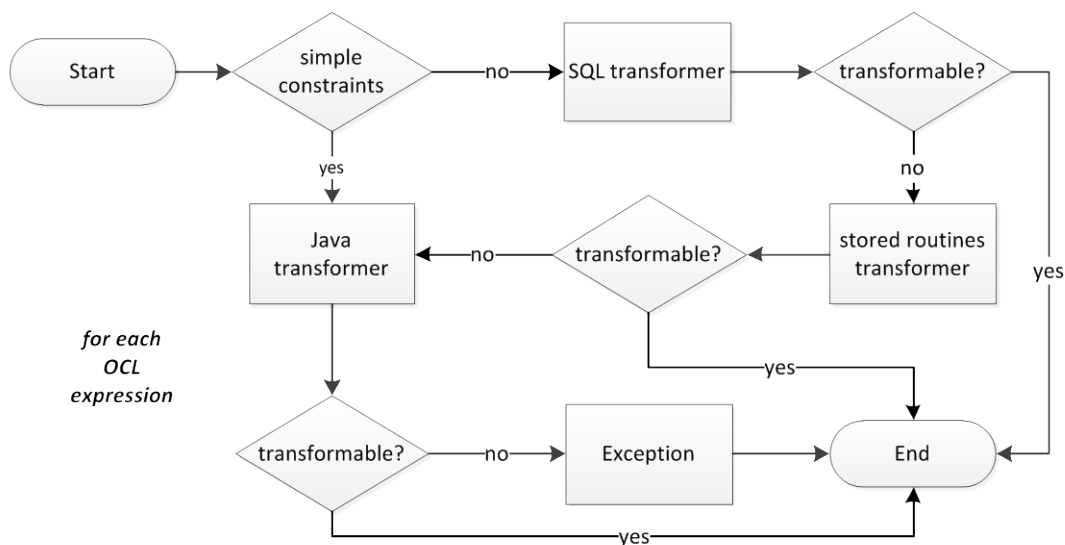 Start
simple
constraints
no
SQL transformer
transformable?
yes
no
yes
Java
transformer
no
transformable?
stored routines
transformer
for each
OCL
expression
yes
transformable?
no
Exception
End
yes